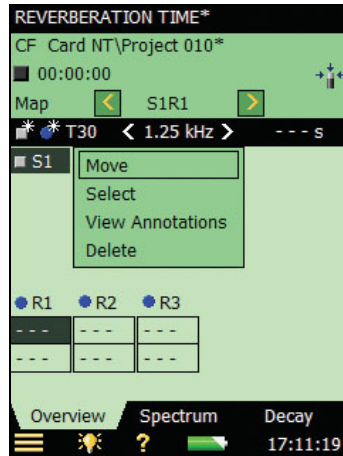 REVERBERATION TIME*
CF Card NT\Project 010*
00:00:00
Map < S1R1 >
T30 < 1.25 kHz > - - - s
S1
Move
Select
View Annotations
Delete
R1 R2 R3
- - - - - - - - -
- - - - - - - - -
Overview Spectrum Decay
? 17:11:19